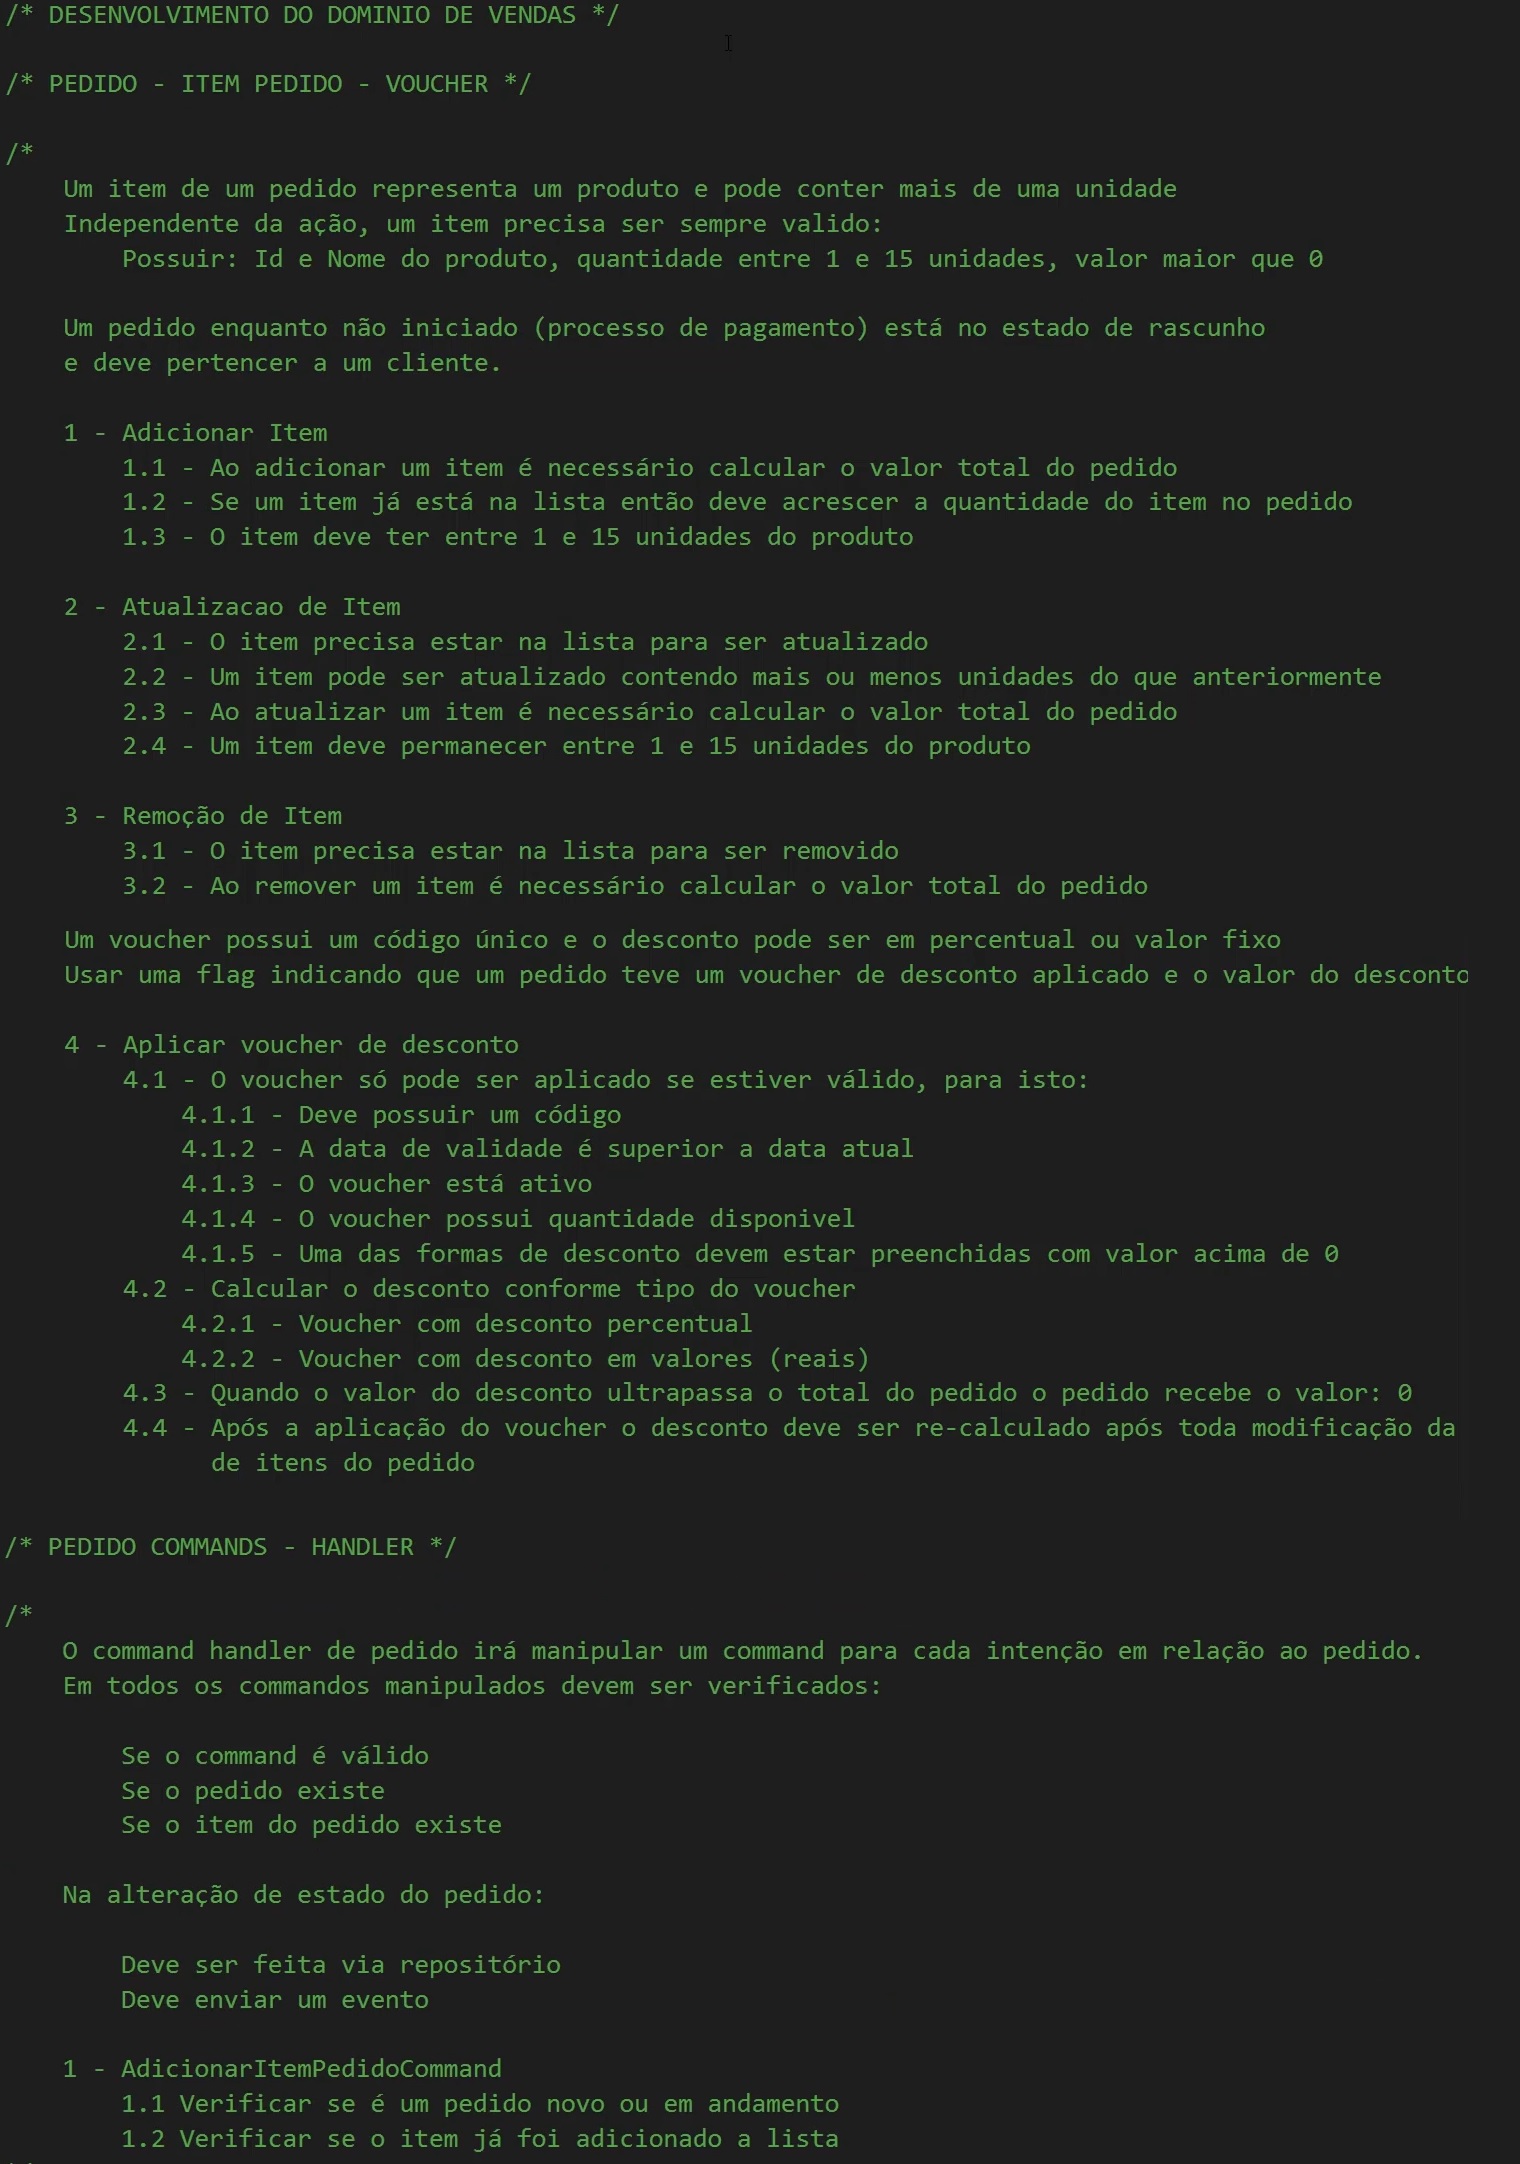 /* DESENVOLVIMENTO DO DOMINIO DE VENDAS */
/* PEDIDO - ITEM PEDIDO - VOUCHER */
/*
Um item de um pedido representa um produto e pode conter mais de uma unidade
Independente da ação, um item precisa ser sempre valido:
Possuir: Id e Nome do produto, quantidade entre 1 e 15 unidades, valor maior que 0
Um pedido enquanto não iniciado (processo de pagamento) está no estado de rascunho
e deve pertencer a um cliente.
1 - Adicionar Item
1.1 - Ao adicionar um item é necessário calcular o valor total do pedido
1.2 - Se um item já está na lista então deve acrescer a quantidade do item no pedido
1.3 - O item deve ter entre 1 e 15 unidades do produto
2 - Atualizacao de Item
2.1 - O item precisa estar na lista para ser atualizado
2.2 - Um item pode ser atualizado contendo mais ou menos unidades do que anteriormente
2.3 - Ao atualizar um item é necessário calcular o valor total do pedido
2.4 - Um item deve permanecer entre 1 e 15 unidades do produto
3 - Remoção de Item
3.1 - O item precisa estar na lista para ser removido
3.2 - Ao remover um item é necessário calcular o valor total do pedido
Um voucher possui um código único e o desconto pode ser em percentual ou valor fixo
Usar uma flag indicando que um pedido teve um voucher de desconto aplicado e o valor do desconto
4 - Aplicar voucher de desconto
4.1 - O voucher só pode ser aplicado se estiver válido, para isto:
4.1.1 - Deve possuir um código
4.1.2 - A data de validade é superior a data atual
4.1.3 - O voucher está ativo
4.1.4 - O voucher possui quantidade disponivel
4.1.5 - Uma das formas de desconto devem estar preenchidas com valor acima de 0
4.2 - Calcular o desconto conforme tipo do voucher
4.2.1 - Voucher com desconto percentual
4.2.2 - Voucher com desconto em valores (reais)
4.3 - Quando o valor do desconto ultrapassa o total do pedido o pedido recebe o valor: 0
4.4 - Após a aplicação do voucher o desconto deve ser re-calculado após toda modificação da
de itens do pedido
/* PEDIDO COMMANDS - HANDLER */
/*
O command handler de pedido irá manipular um command para cada intenção em relação ao pedido.
Em todos os commandos manipulados devem ser verificados:
Se o command é válido
Se o pedido existe
Se o item do pedido existe
Na alteração de estado do pedido:
Deve ser feita via repositório
Deve enviar um evento
1 - AdicionarItemPedidoCommand
1.1 Verificar se é um pedido novo ou em andamento
1.2 Verificar se o item já foi adicionado a lista